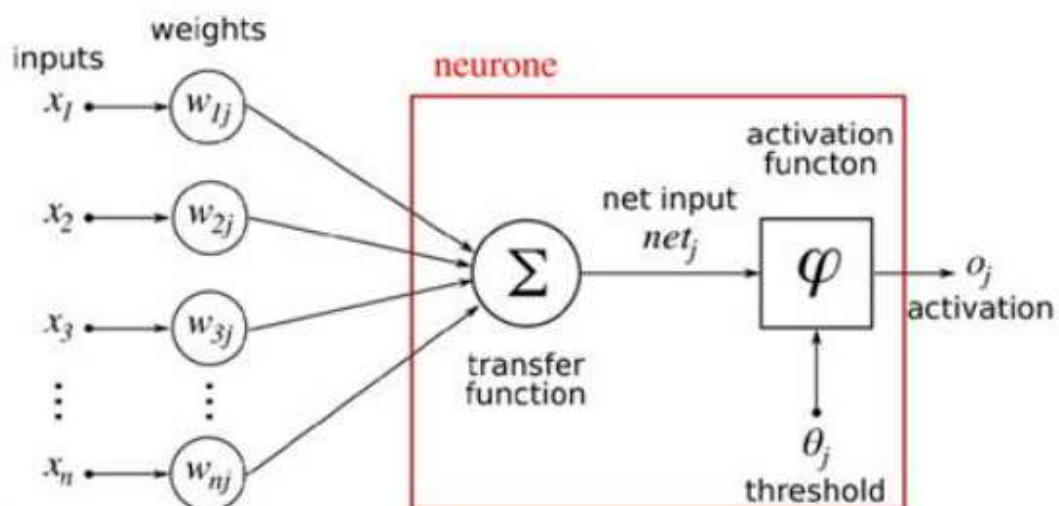 weights
inputs
neurone
x1
w1j
activation
functon
x2
w2j
net input
netj
Σ
φ
oj
activation
x3
w3j
transfer
function
⋮ ⋮
θj
xn
wnj
threshold